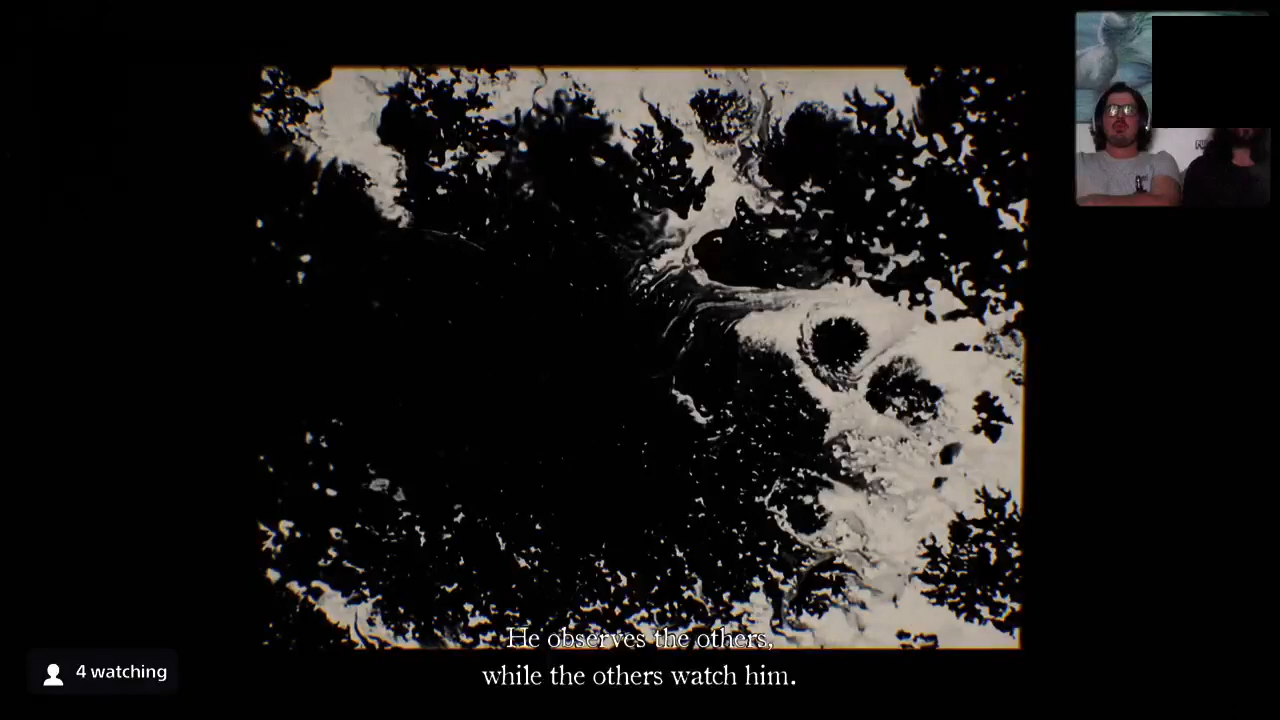 He observes the others,
while the others watch him.
4 watching